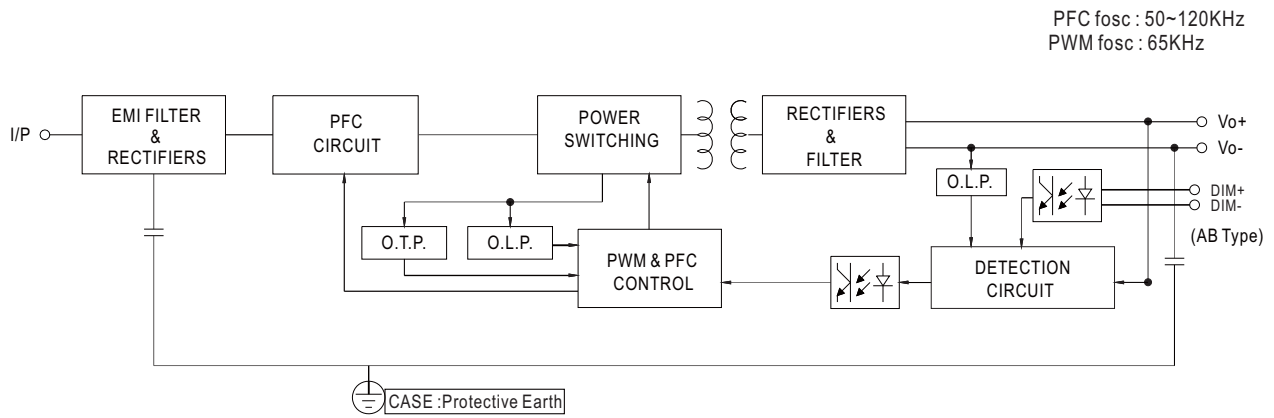 PFC fosc : 50~120KHz
PWM fosc : 65KHz
I/P
EMI FILTER
&
RECTIFIERS
PFC
CIRCUIT
POWER
SWITCHING
RECTIFIERS
&
FILTER
Vo+
Vo-
O.L.P.
DIM+
DIM-
(AB Type)
O.T.P.
O.L.P.
PWM & PFC
CONTROL
DETECTION
CIRCUIT
CASE :Protective Earth